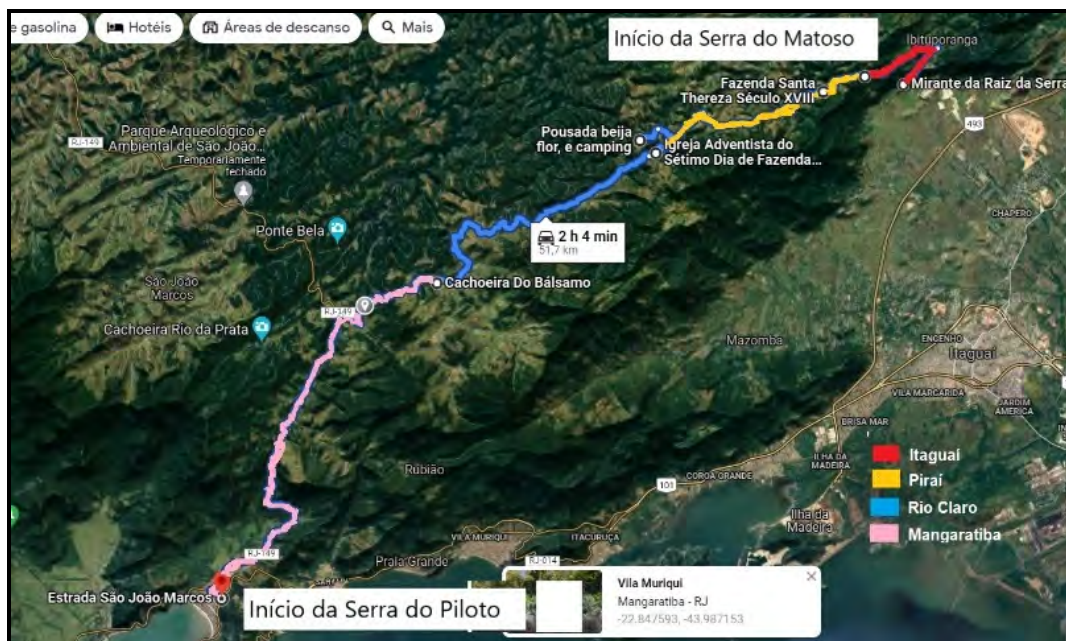 e gasolina
Hotéis
Áreas de descanso
Mais
Início da Serra do Matoso
Ibituporanga
Mirante da Raiz da Serra
Fazenda Santa
Thereza Século XVIII
493
RJ-149
Parque Arqueológico e
Ambiental de São João...
Temporariamente
fechado
Pousada beija
flor, e camping
Igreja Adventista do
Sétimo Dia de Fazenda...
CHAPERÓ
Ponte Bela
2 h 4 min
51,7 km
São João
Marcos
Cachoeira Do Bálsamo
RJ-149
Cachoeira Rio da Prata
Mazomba
ENGENHO
Itaguaí
VILA MARGARIDA
JARDIM
AMÉRICA
BRISA MAR
Rubião
ILHA DA
MADEIRA
COROA GRANDE
101
Ilha da
Madeira
Itaguaí
Piraí
Rio Claro
Mangaratiba
RJ-149
VILA MURIQUI
ITACURUÇA
Praia Grande
RJ-014
SAHAMA
Estrada São João Marcos
Início da Serra do Piloto
Vila Muriqui
Mangaratiba - RJ
-22.847593, -43.987153